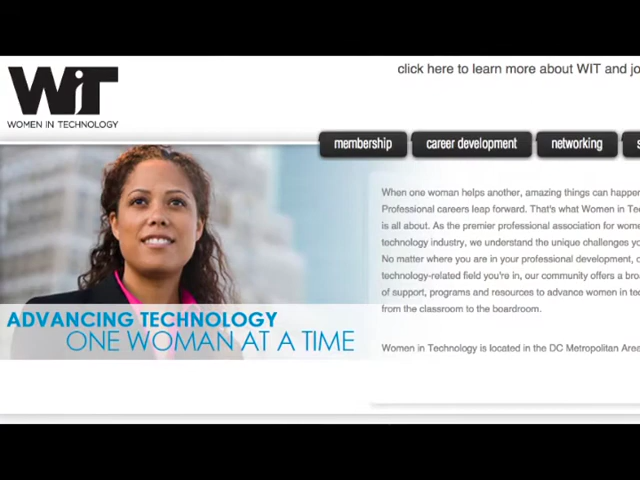 WiT
WOMEN IN TECHNOLOGY
click here to learn more about WIT and jo
membership
career development
networking
s
ADVANCING TECHNOLOGY
ONE WOMAN AT A TIME
When one woman helps another, amazing things can happen
Professional careers leap forward. That's what Women in Tec
is all about. As the premier professional association for wome
technology industry, we understand the unique challenges yo
No matter where you are in your professional development, o
technology-related field you're in, our community offers a bro
of support, programs and resources to advance women in tec
from the classroom to the boardroom.
Women in Technology is located in the DC Metropolitan Area